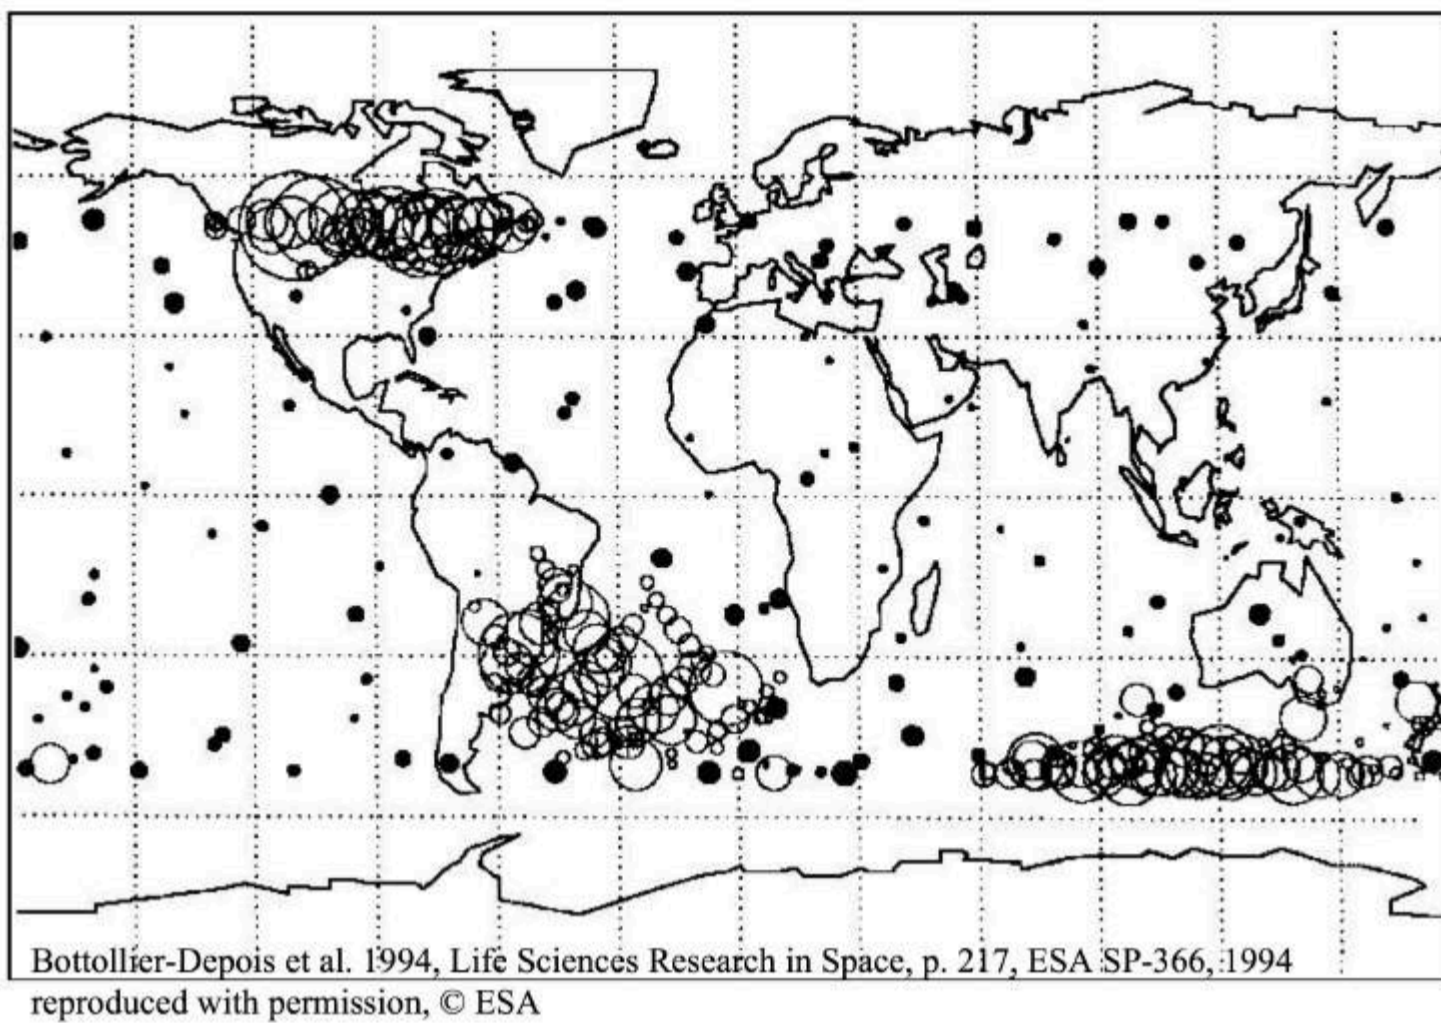 Bottollier-Depois et al. 1994, Life Sciences Research in Space, p. 217, ESA SP-366, 1994
reproduced with permission, © ESA